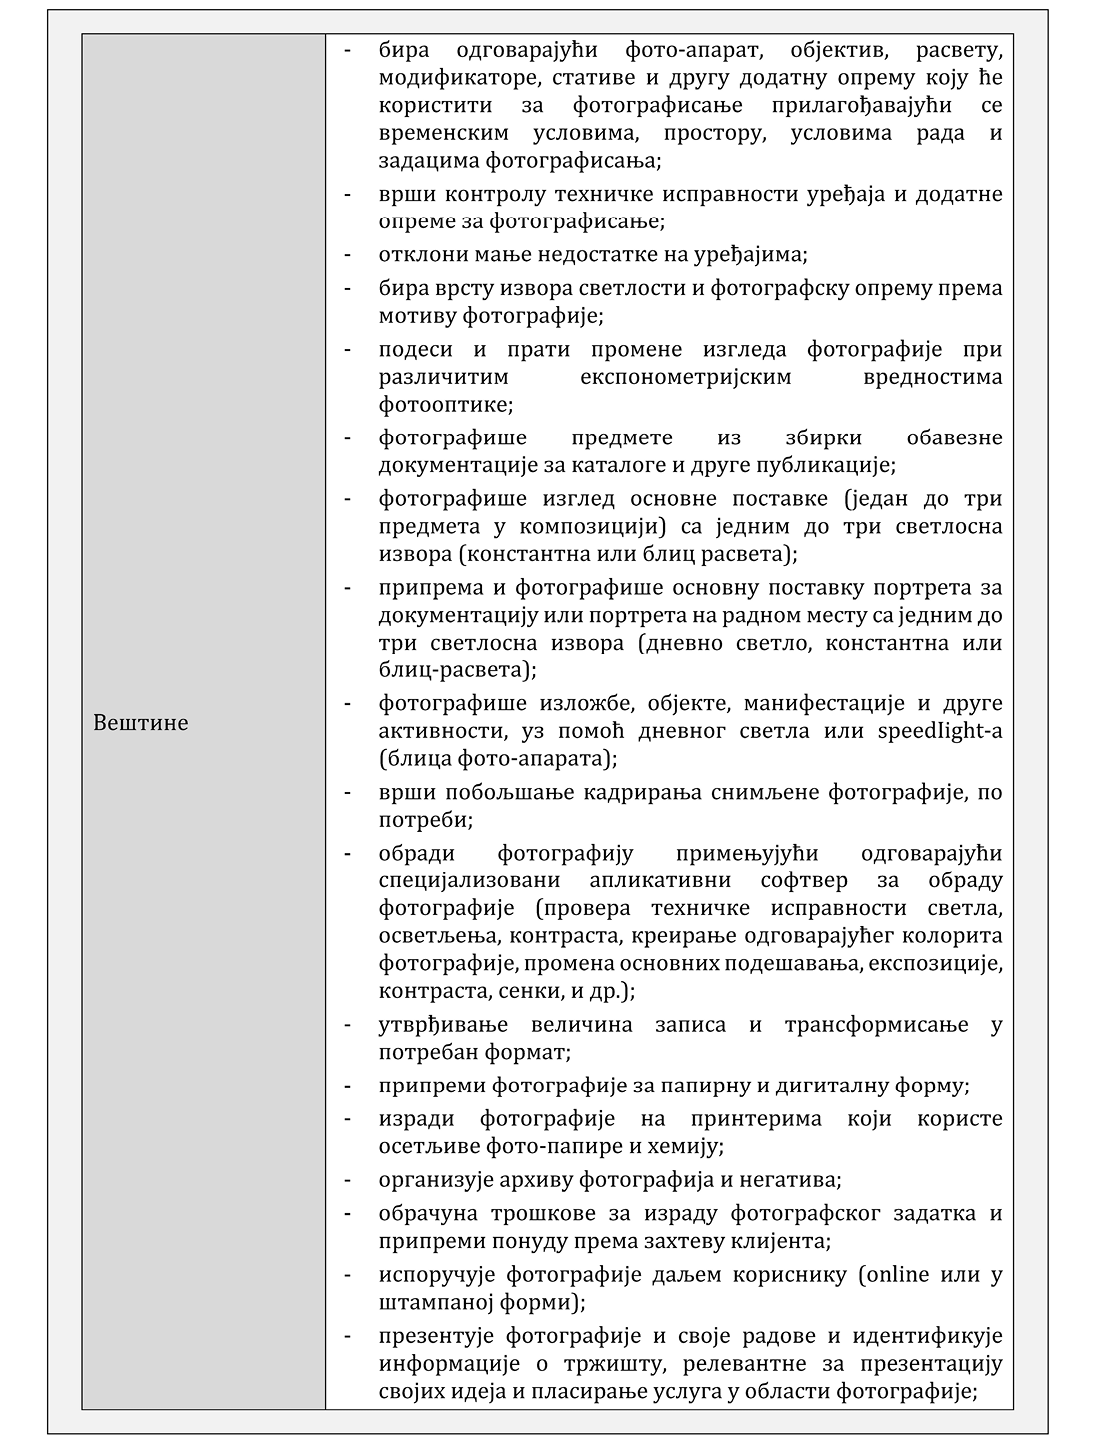 - бира одговарајући фото-апарат, објектив, расвету,
модификаторе, стативе и другу додатну опрему коју ће
користити за фотографисање прилагођавајући се
временским условима, простору, условима рада и
задацима фотографисања;
- врши контролу техничке исправности уређаја и додатне
опреме за фотографисање;
- отклони мање недостатке на уређајима;
- бира врсту извора светлости и фотографску опрему према
мотиву фотографије;
- подеси и прати промене изгледа фотографије при
различитим експонометријским вредностима
фотооптике;
- фотографише предмете из збирки обавезне
документације за каталоге и друге публикације;
- фотографише изглед основне поставке (један до три
предмета у композицији) са једним до три светлосна
извора (константна или блиц расвета);
- припрема и фотографише основну поставку портрета за
документацију или портрета на радном месту са једним до
три светлосна извора (дневно светло, константна или
блиц-расвета);
Вештине
- фотографише изложбе, објекте, манифестације и друге
активности, уз помоћ дневног светла или speedIight-а
(блица фото-апарата);
- врши побољшање кадрирања снимљене фотографије, по
потреби;
- обради фотографију примењујући одговарајући
специјализовани апликативни софтвер за обраду
фотографије (провера техничке исправности светла,
осветљења, контраста, креирање одговарајућег колорита
фотографије, промена основних подешавања, експозиције,
контраста, сенки, и др.);
- утврђивање величина записа и трансформисање у
потребан формат;
- припреми фотографије за папирну и дигиталну форму;
- изради фотографије на принтерима који користе
осетљиве фото-папире и хемију;
- организује архиву фотографија и негатива;
- обрачуна трошкове за израду фотографског задатка и
припреми понуду према захтеву клијента;
- испоручује фотографије даљем кориснику (online или у
штампаној форми);
- презентује фотографије и своје радове и идентификује
информације о тржишту, релевантне за презентацију
својих идеја и пласирање услуга у области фотографије;